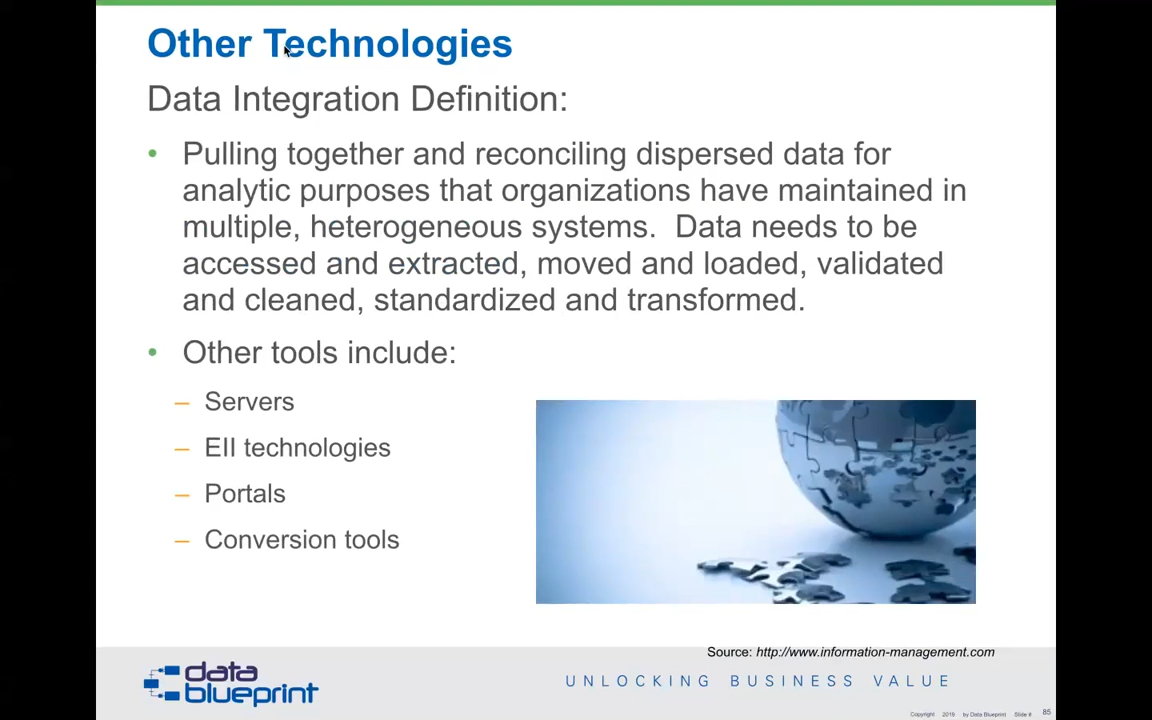 Other Technologies
Data Integration Definition:
• Pulling together and reconciling dispersed data for
analytic purposes that organizations have maintained in
multiple, heterogeneous systems.  Data needs to be
accessed and extracted, moved and loaded, validated
and cleaned, standardized and transformed.
• Other tools include:
– Servers
– EII technologies
– Portals
– Conversion tools
Source: http://www.information-management.com
data
blueprint
UNLOCKING BUSINESS VALUE
Copyright 2018 by Data Blueprint Slide # 85